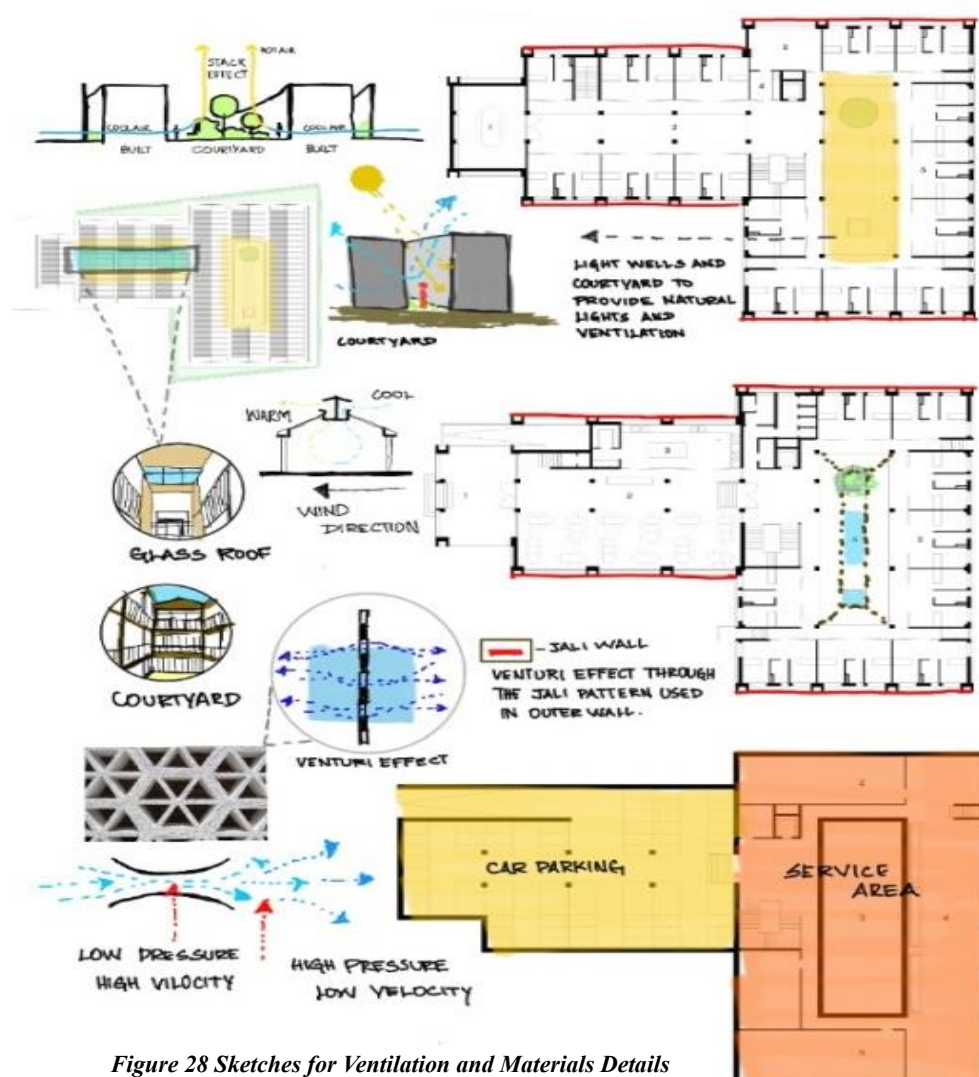 HOT AIR
STACK
EFFECT
COOL AIR
COOL AIR
BUILT
COURTYARD
BUILT
COURTYARD
LIGHT WELLS AND
COURTYARD TO
PROVIDE NATURAL
LIGHTS AND
VENTILATION
WARM
COOL
WIND
DIRECTION
GLASS ROOF
COURTYARD
VENTURI EFFECT
- JALI WALL
VENTURI EFFECT THROUGH
THE JALI PATTERN USED
IN OUTER WALL.
LOW PRESSURE
HIGH VILOCITY
HIGH PRESSURE
LOW VELOCITY
CAR PARKING
SERVICE
AREA
Figure 28 Sketches for Ventilation and Materials Details